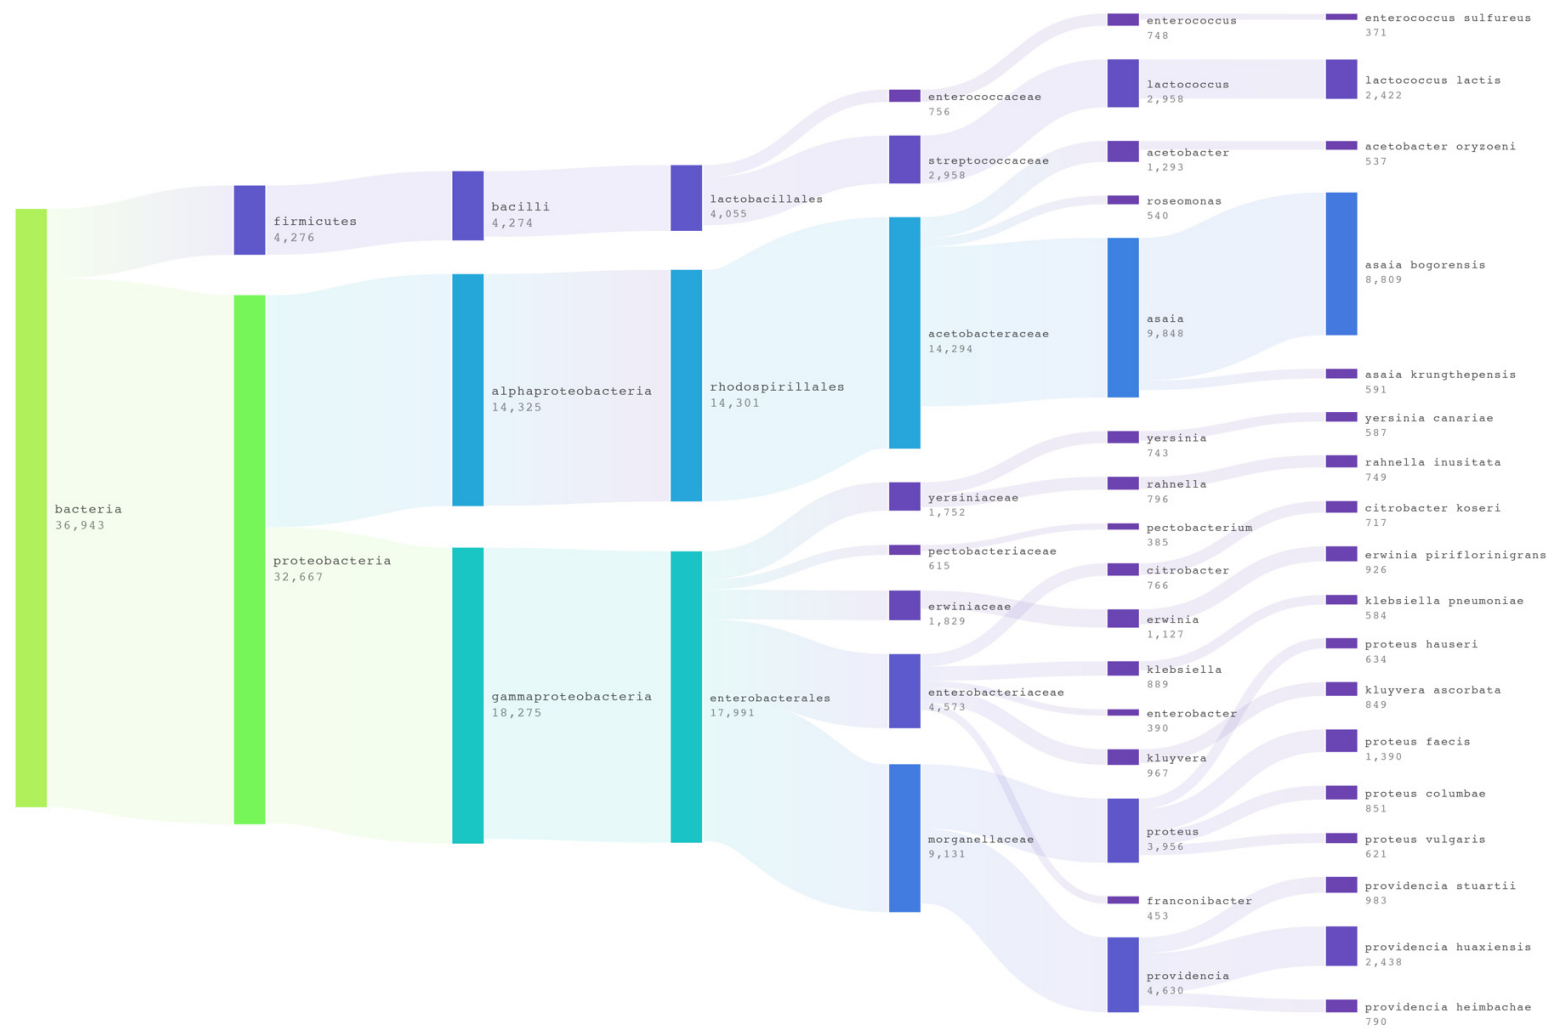 bacteria
36,943
firmicutes
4,276
proteobacteria
32,667
bacilli
4,274
alphaproteobacteria
14,325
gammaproteobacteria
18,275
lactobacillales
4,055
rhodospirillales
14,301
enterobacterales
17,991
enterococcaceae
756
streptococcaceae
2,958
acetobacteraceae
14,294
yersiniaceae
1,752
pectobacteriaceae
615
erwiniaceae
1,829
enterobacteriaceae
4,573
morganellaceae
9,131
enterococcus
748
lactococcus
2,958
acetobacter
1,293
roseomonas
540
asaia
9,848
yersinia
743
rahnella
796
pectobacterium
385
citrobacter
766
erwinia
1,127
klebsiella
889
enterobacter
390
kluyvera
967
proteus
3,956
franconibacter
453
providencia
4,630
enterococcus sulfureus
371
lactococcus lactis
2,422
acetobacter oryzoeni
537
asaia bogorensis
8,809
asaia krungthepensis
591
yersinia canariae
587
rahnella inusitata
749
citrobacter koseri
717
erwinia piriflorinigrans
926
klebsiella pneumoniae
584
proteus hauseri
634
kluyvera ascorbata
849
proteus faecis
1,390
proteus columbae
851
proteus vulgaris
621
providencia stuartii
983
providencia huaxiensis
2,438
providencia heimbachae
790